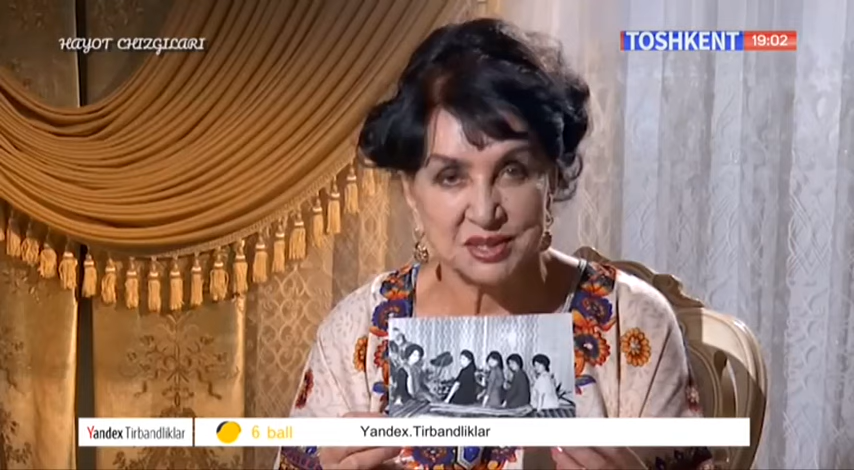 HAYOT CHIZGILARI
TOSHKENT 19:02
Yandex Tirbandliklar 6 ball Yandex.Tirbandliklar